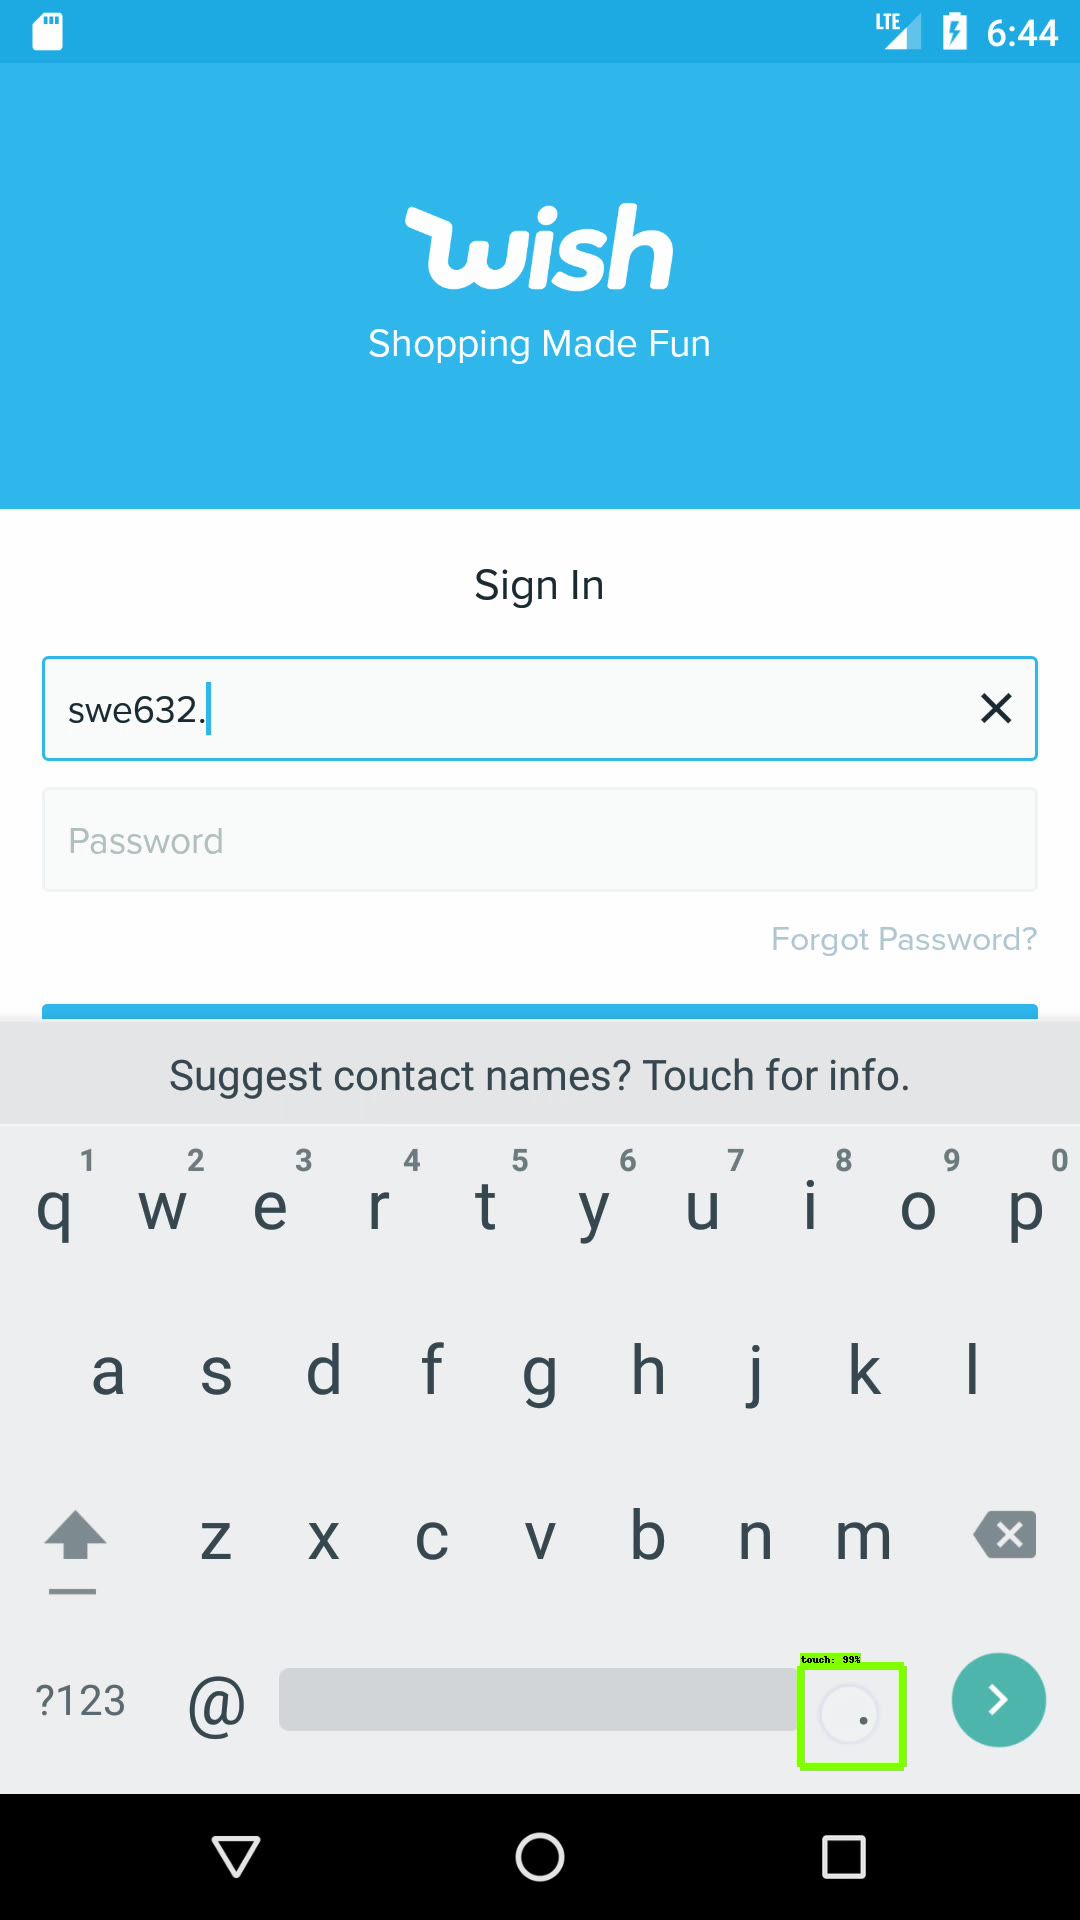 LTE 6:44
wish
Shopping Made Fun
Sign In
swe632.
Password
Forgot Password?
Suggest contact names? Touch for info.
1 2 3 4 5 6 7 8 9 0
q w e r t y u i o p
a s d f g h j k l
z x c v b n m
touch: 99%
?123 @ .